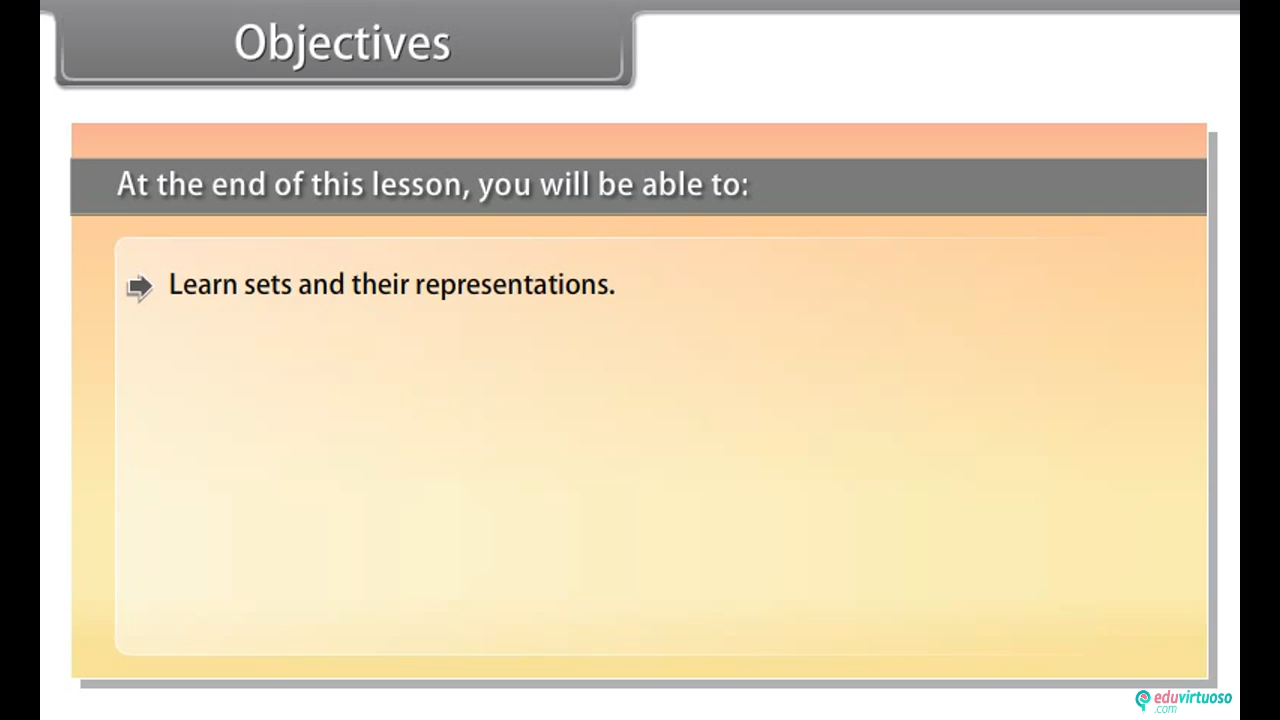 Objectives
At the end of this lesson, you will be able to:
Learn sets and their representations.
eduvirtuoso
.com